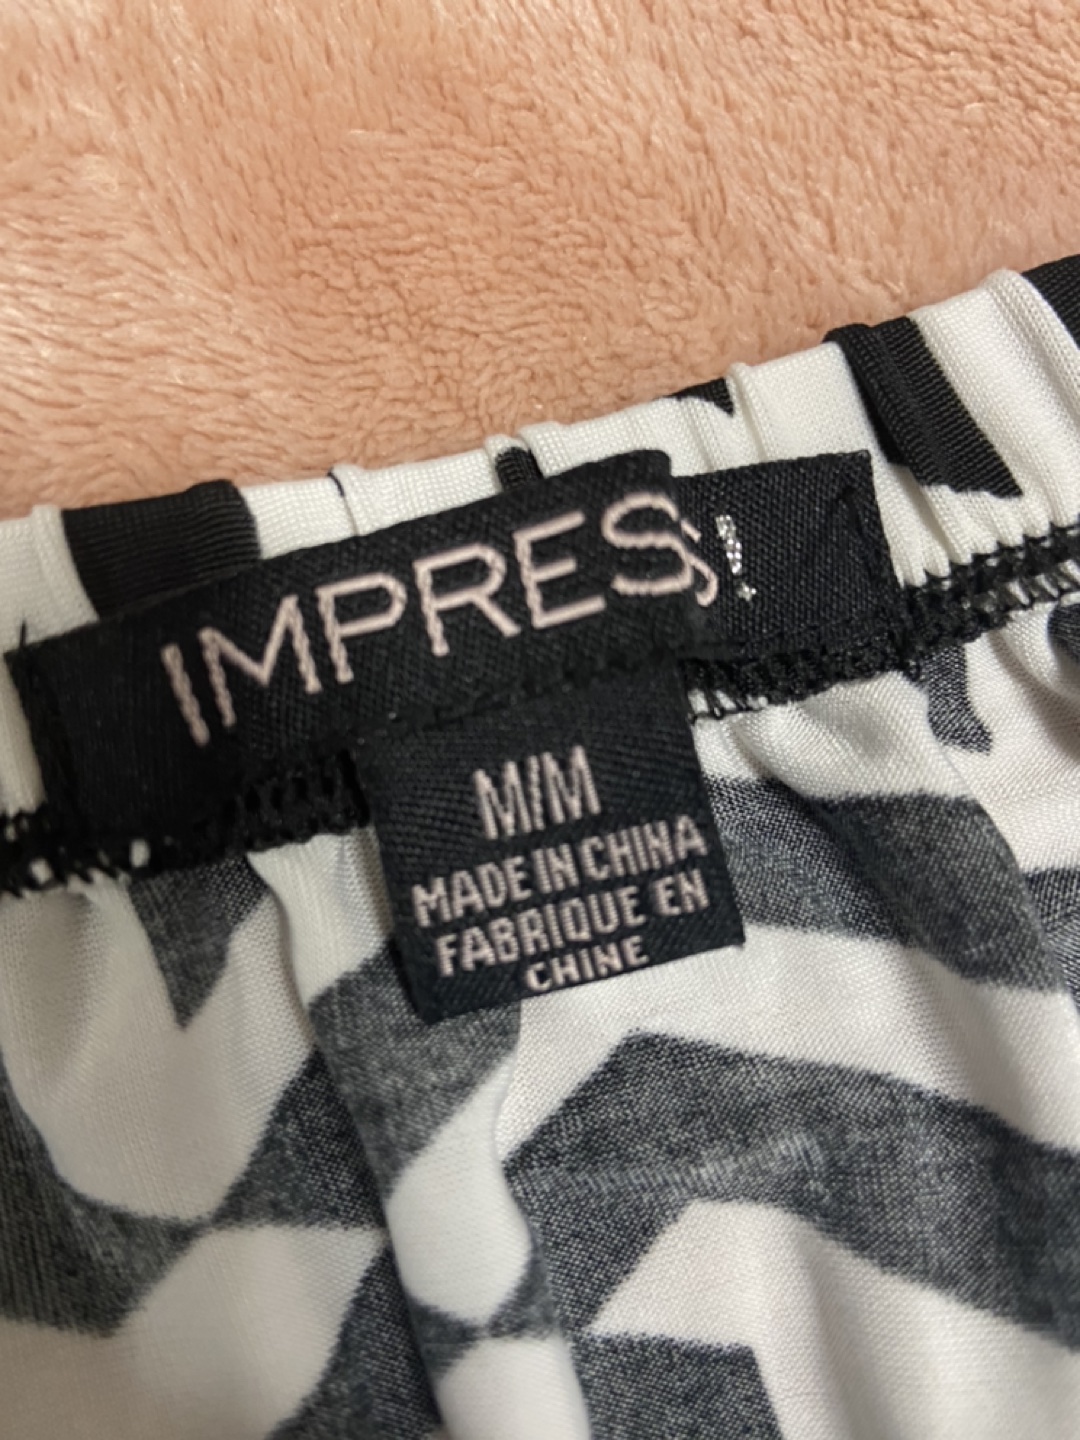 IMPRESS!
M/M
MADE IN CHINA
FABRIQUE EN
CHINE